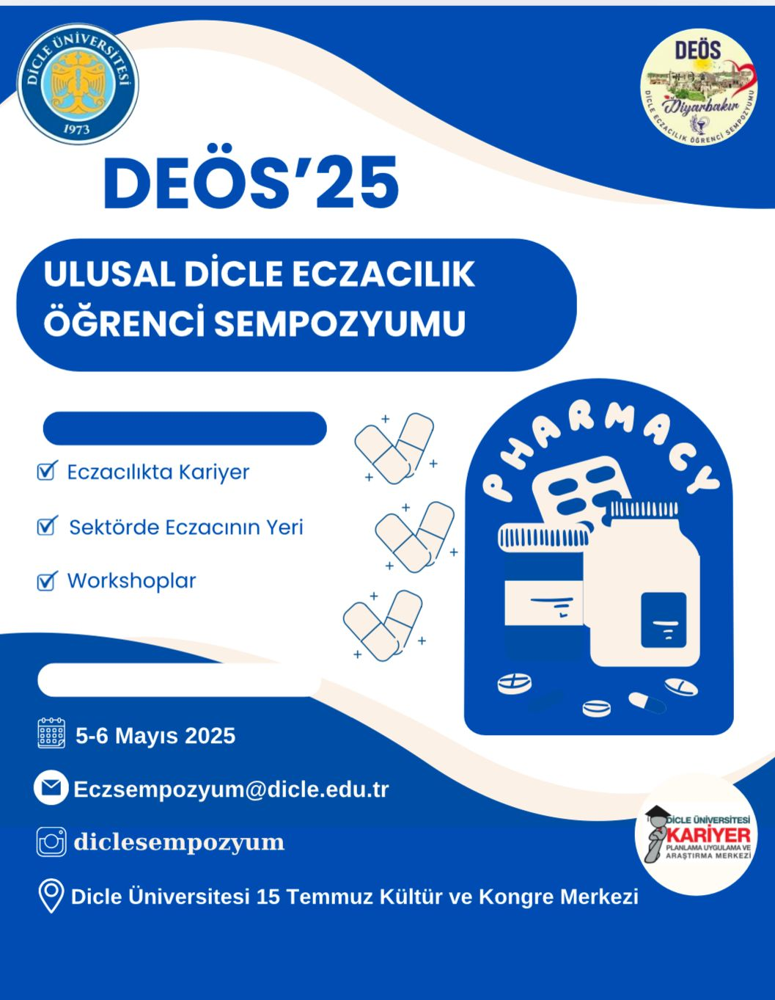 DİCLE ÜNİVERSİTESİ
1973
DEÖS
Diyarbakır
DİCLE ECZACILIK ÖĞRENCİ SEMPOZYUMU
DEÖS’25
ULUSAL DİCLE ECZACILIK
ÖĞRENCİ SEMPOZYUMU
Eczacılıkta Kariyer
Sektörde Eczacının Yeri
Workshoplar
PHARMACY
5-6 Mayıs 2025
Eczsempozyum@dicle.edu.tr
diclesempozyum
Dicle Üniversitesi 15 Temmuz Kültür ve Kongre Merkezi
DİCLE ÜNİVERSİTESİ
KARİYER
PLANLAMA UYGULAMA VE
ARAŞTIRMA MERKEZİ